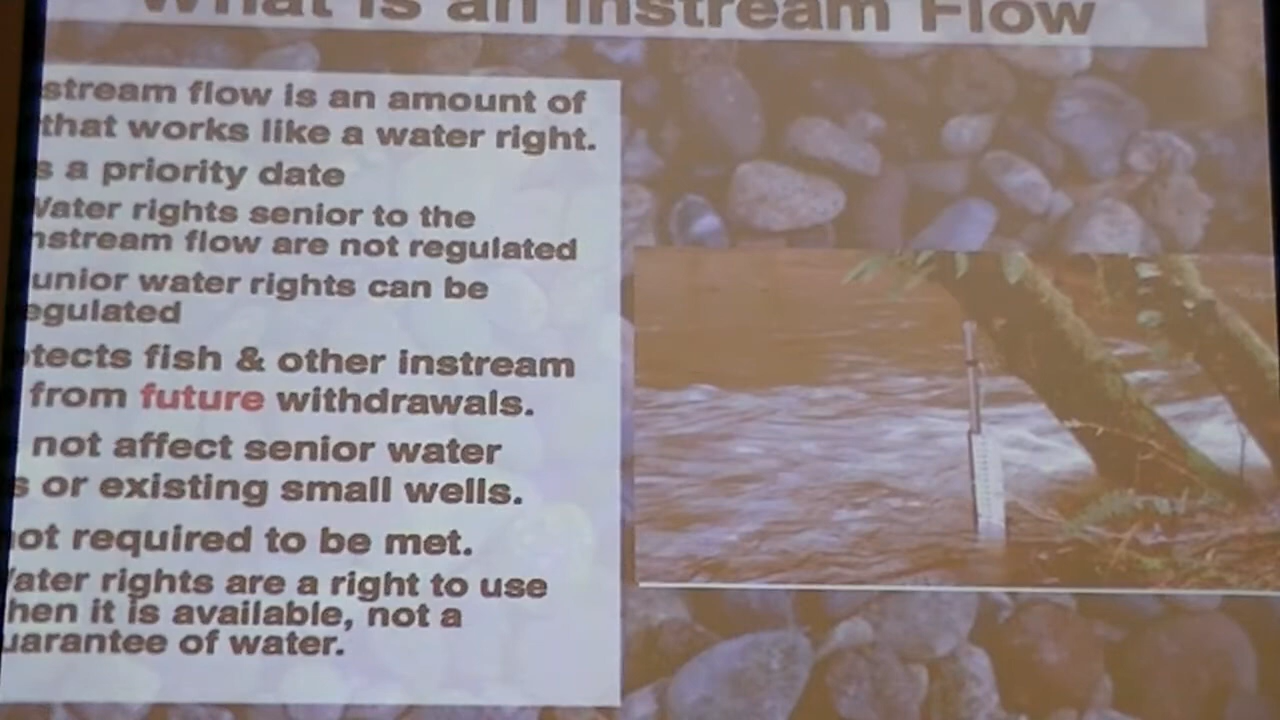 What is an Instream Flow
stream flow is an amount of
that works like a water right.
s a priority date
Water rights senior to the
nstream flow are not regulated
unior water rights can be
egulated
tects fish & other instream
from future withdrawals.
not affect senior water
s or existing small wells.
ot required to be met.
ater rights are a right to use
hen it is available, not a
uarantee of water.